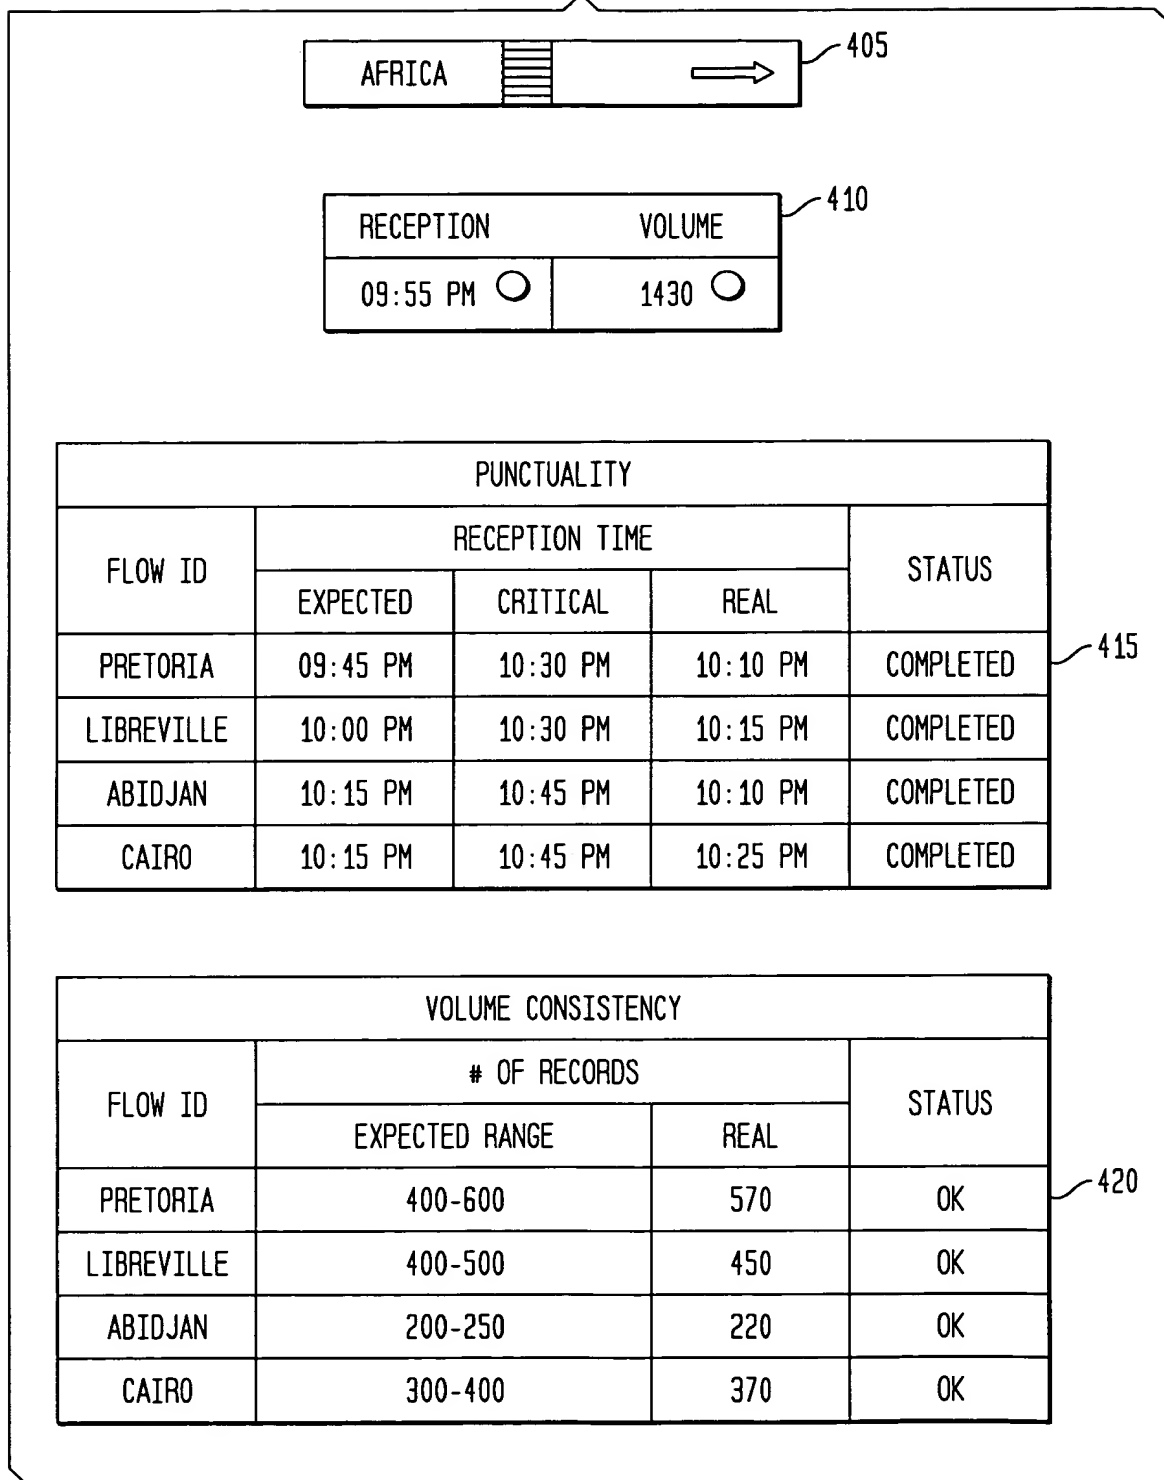 AFRICA
405
410
RECEPTION VOLUME
09:55 PM 1430
PUNCTUALITY
FLOW ID RECEPTION TIME STATUS
EXPECTED CRITICAL REAL
PRETORIA 09:45 PM 10:30 PM 10:10 PM COMPLETED
415
LIBREVILLE 10:00 PM 10:30 PM 10:15 PM COMPLETED
ABIDJAN 10:15 PM 10:45 PM 10:10 PM COMPLETED
CAIRO 10:15 PM 10:45 PM 10:25 PM COMPLETED
VOLUME CONSISTENCY
FLOW ID # OF RECORDS STATUS
EXPECTED RANGE REAL
PRETORIA 400-600 570 OK
420
LIBREVILLE 400-500 450 OK
ABIDJAN 200-250 220 OK
CAIRO 300-400 370 OK